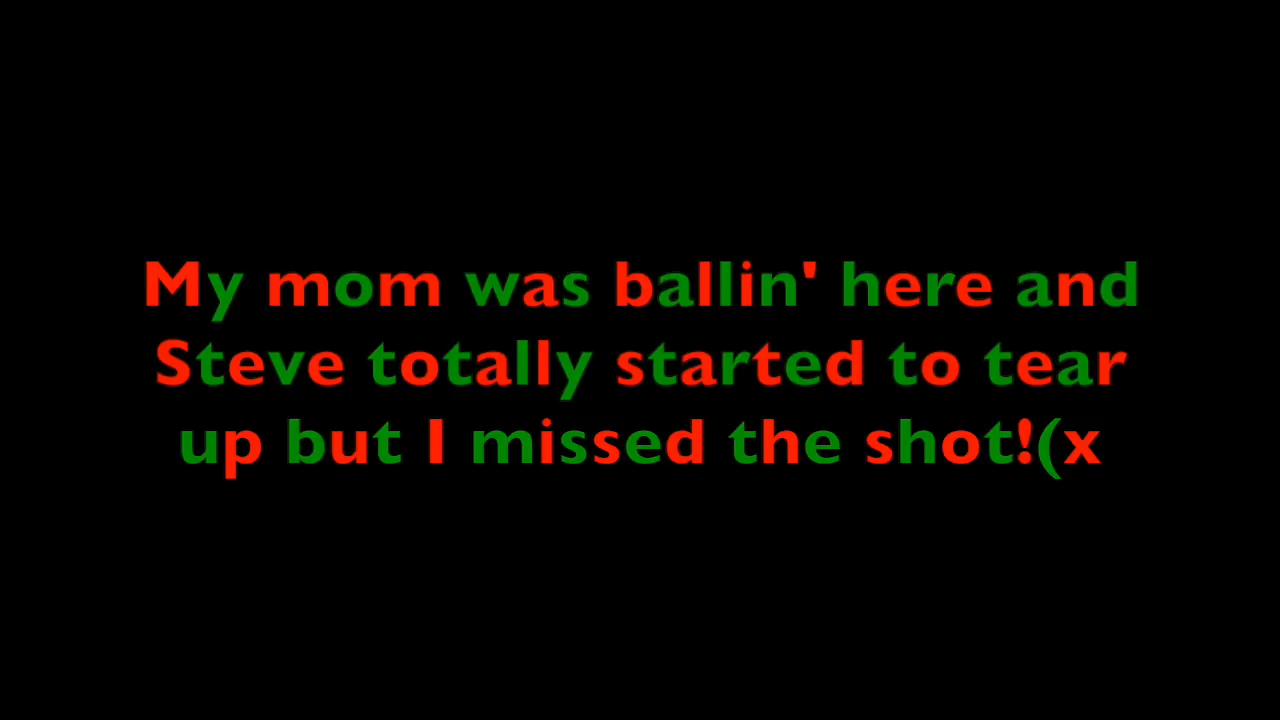 My mom was ballin' here and
Steve totally started to tear
up but I missed the shot!(x